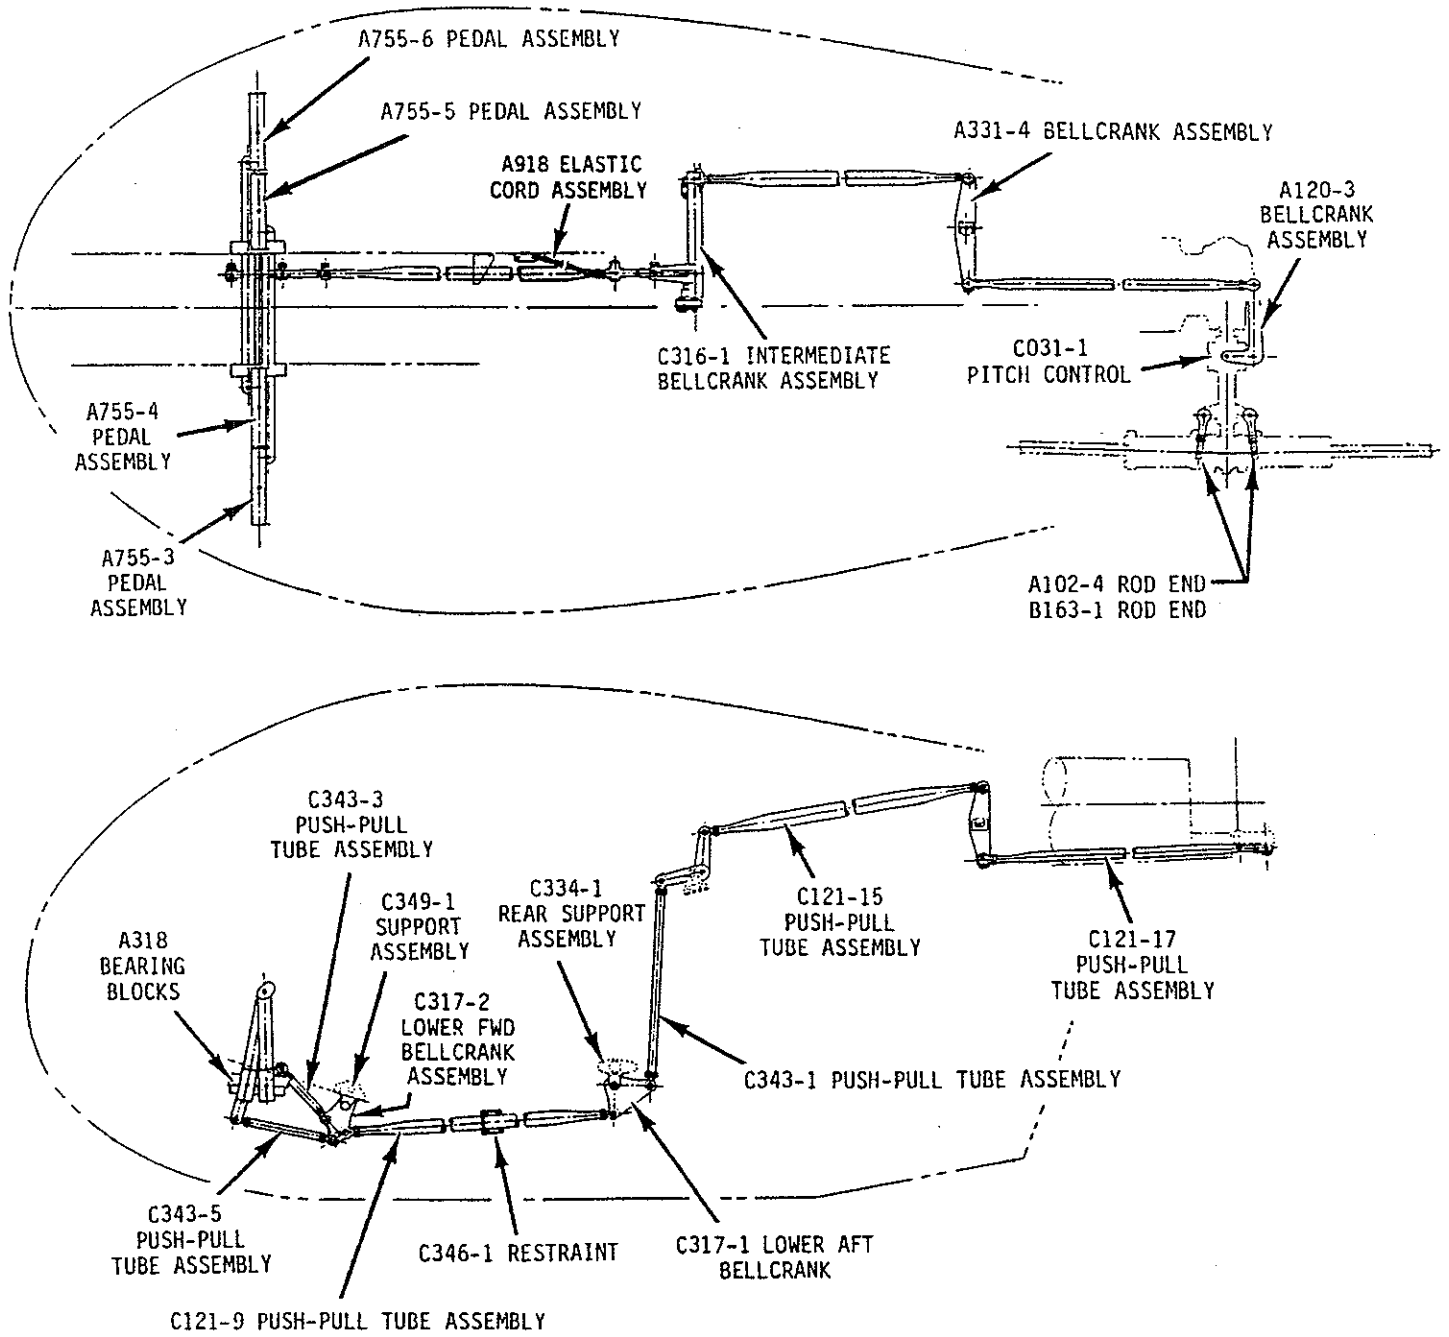 A755-6 PEDAL ASSEMBLY
A755-5 PEDAL ASSEMBLY
A918 ELASTIC
CORD ASSEMBLY
A331-4 BELLCRANK ASSEMBLY
A120-3
BELLCRANK
ASSEMBLY
C316-1 INTERMEDIATE
BELLCRANK ASSEMBLY
C031-1
PITCH CONTROL
A755-4
PEDAL
ASSEMBLY
A755-3
PEDAL
ASSEMBLY
A102-4 ROD END
B163-1 ROD END
C343-3
PUSH-PULL
TUBE ASSEMBLY
C349-1
SUPPORT
ASSEMBLY
C334-1
REAR SUPPORT
ASSEMBLY
C121-15
PUSH-PULL
TUBE ASSEMBLY
C121-17
PUSH-PULL
TUBE ASSEMBLY
A318
BEARING
BLOCKS
C317-2
LOWER FWD
BELLCRANK
ASSEMBLY
C343-1 PUSH-PULL TUBE ASSEMBLY
C343-5
PUSH-PULL
TUBE ASSEMBLY
C346-1 RESTRAINT
C317-1 LOWER AFT
BELLCRANK
C121-9 PUSH-PULL TUBE ASSEMBLY